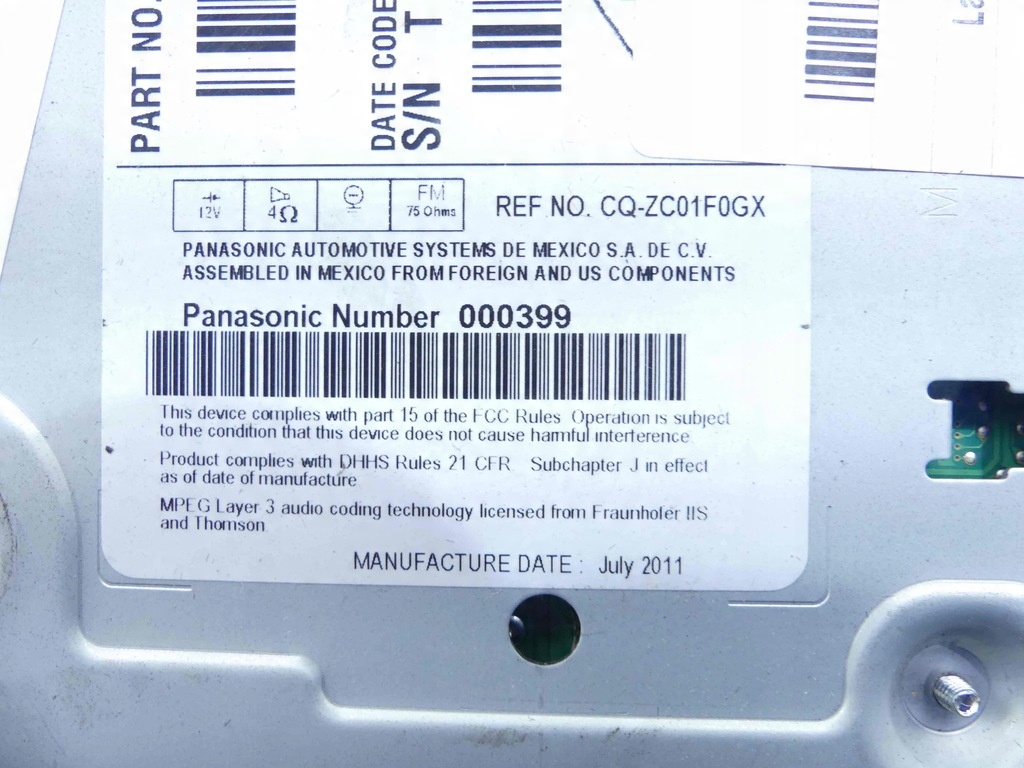 PART NO.
DATE CODE
S/N T
La
M
12V
4Ω
FM
75 Ohms
REF NO. CQ-ZC01F0GX
PANASONIC AUTOMOTIVE SYSTEMS DE MEXICO S.A. DE C.V.
ASSEMBLED IN MEXICO FROM FOREIGN AND US COMPONENTS
Panasonic Number 000399
This device complies with part 15 of the FCC Rules. Operation is subject
to the condition that this device does not cause harmful interference.
Product complies with DHHS Rules 21 CFR. Subchapter J in effect
as of date of manufacture.
MPEG Layer 3 audio coding technology licensed from Fraunhofer IIS
and Thomson.
MANUFACTURE DATE : July 2011